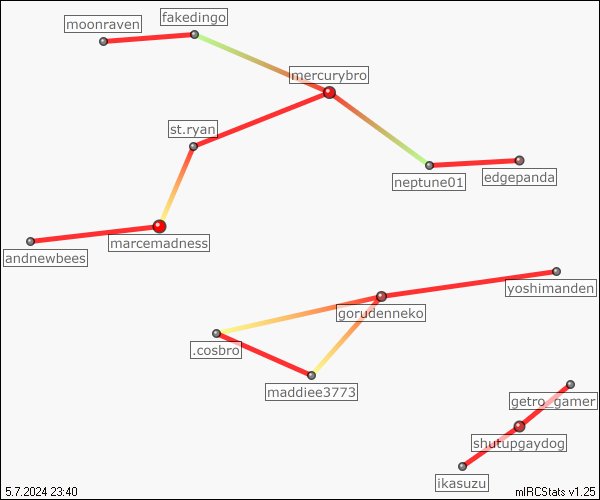 moonraven
fakedingo
mercurybro
st.ryan
neptune01
edgepanda
marcemadness
andnewbees
yoshimanden
gorudenneko
.cosbro
maddiee3773
getro_gamer
shutupgaydog
ikasuzu
5.7.2024 23:40
mIRCStats v1.25